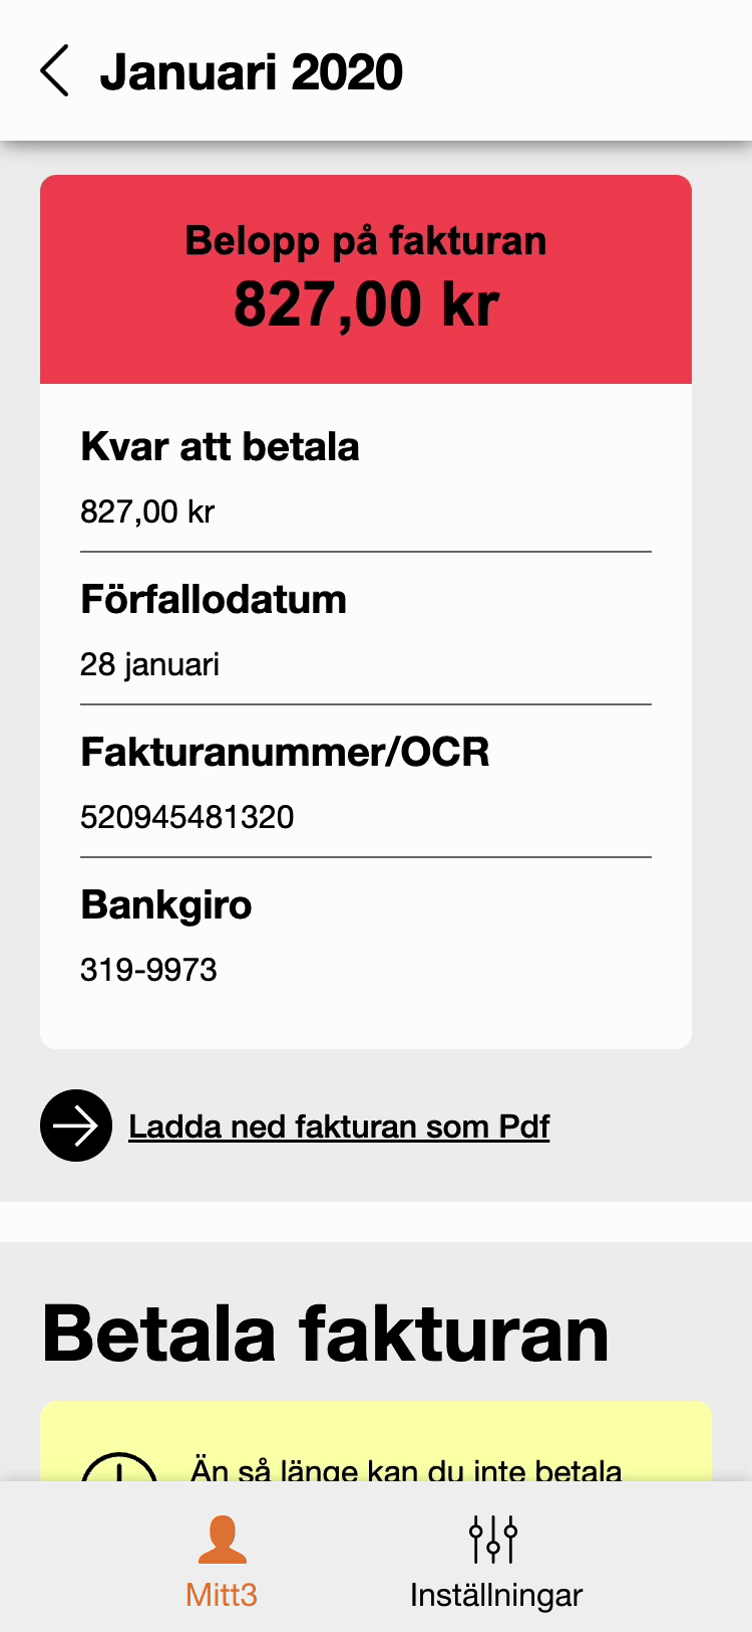 Januari 2020
Belopp på fakturan
827,00 kr
Kvar att betala
827,00 kr
Förfallodatum
28 januari
Fakturanummer/OCR
520945481320
Bankgiro
319-9973
Ladda ned fakturan som Pdf
Betala fakturan
Än så länge kan du inte betala
Mitt3
Inställningar